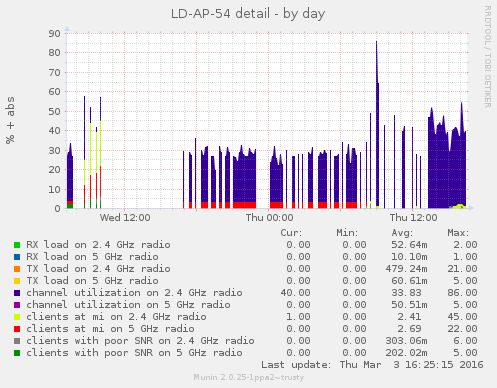 LD-AP-54 detail - by day
RRDTOOL / TOBI OETIKER
% + abs
90
80
70
60
50
40
30
20
10
0
Wed 12:00 Thu 00:00 Thu 12:00
Cur: Min: Avg: Max:
RX load on 2.4 GHz radio 0.00 0.00 52.64m 2.00
RX load on 5 GHz radio 0.00 0.00 10.10m 1.00
TX load on 2.4 GHz radio 0.00 0.00 479.24m 21.00
TX load on 5 GHz radio 0.00 0.00 60.61m 5.00
channel utilization on 2.4 GHz radio 40.00 0.00 33.83 86.00
channel utilization on 5 GHz radio 0.00 0.00 50.51m 5.00
clients at mi on 2.4 GHz radio 1.00 0.00 2.41 45.00
clients at mi on 5 GHz radio 0.00 0.00 2.69 22.00
clients with poor SNR on 2.4 GHz radio 0.00 0.00 303.06m 6.00
clients with poor SNR on 5 GHz radio 0.00 0.00 202.02m 5.00
Last update: Thu Mar 3 16:25:15 2016
Munin 2.0.25-1ppa2~trusty